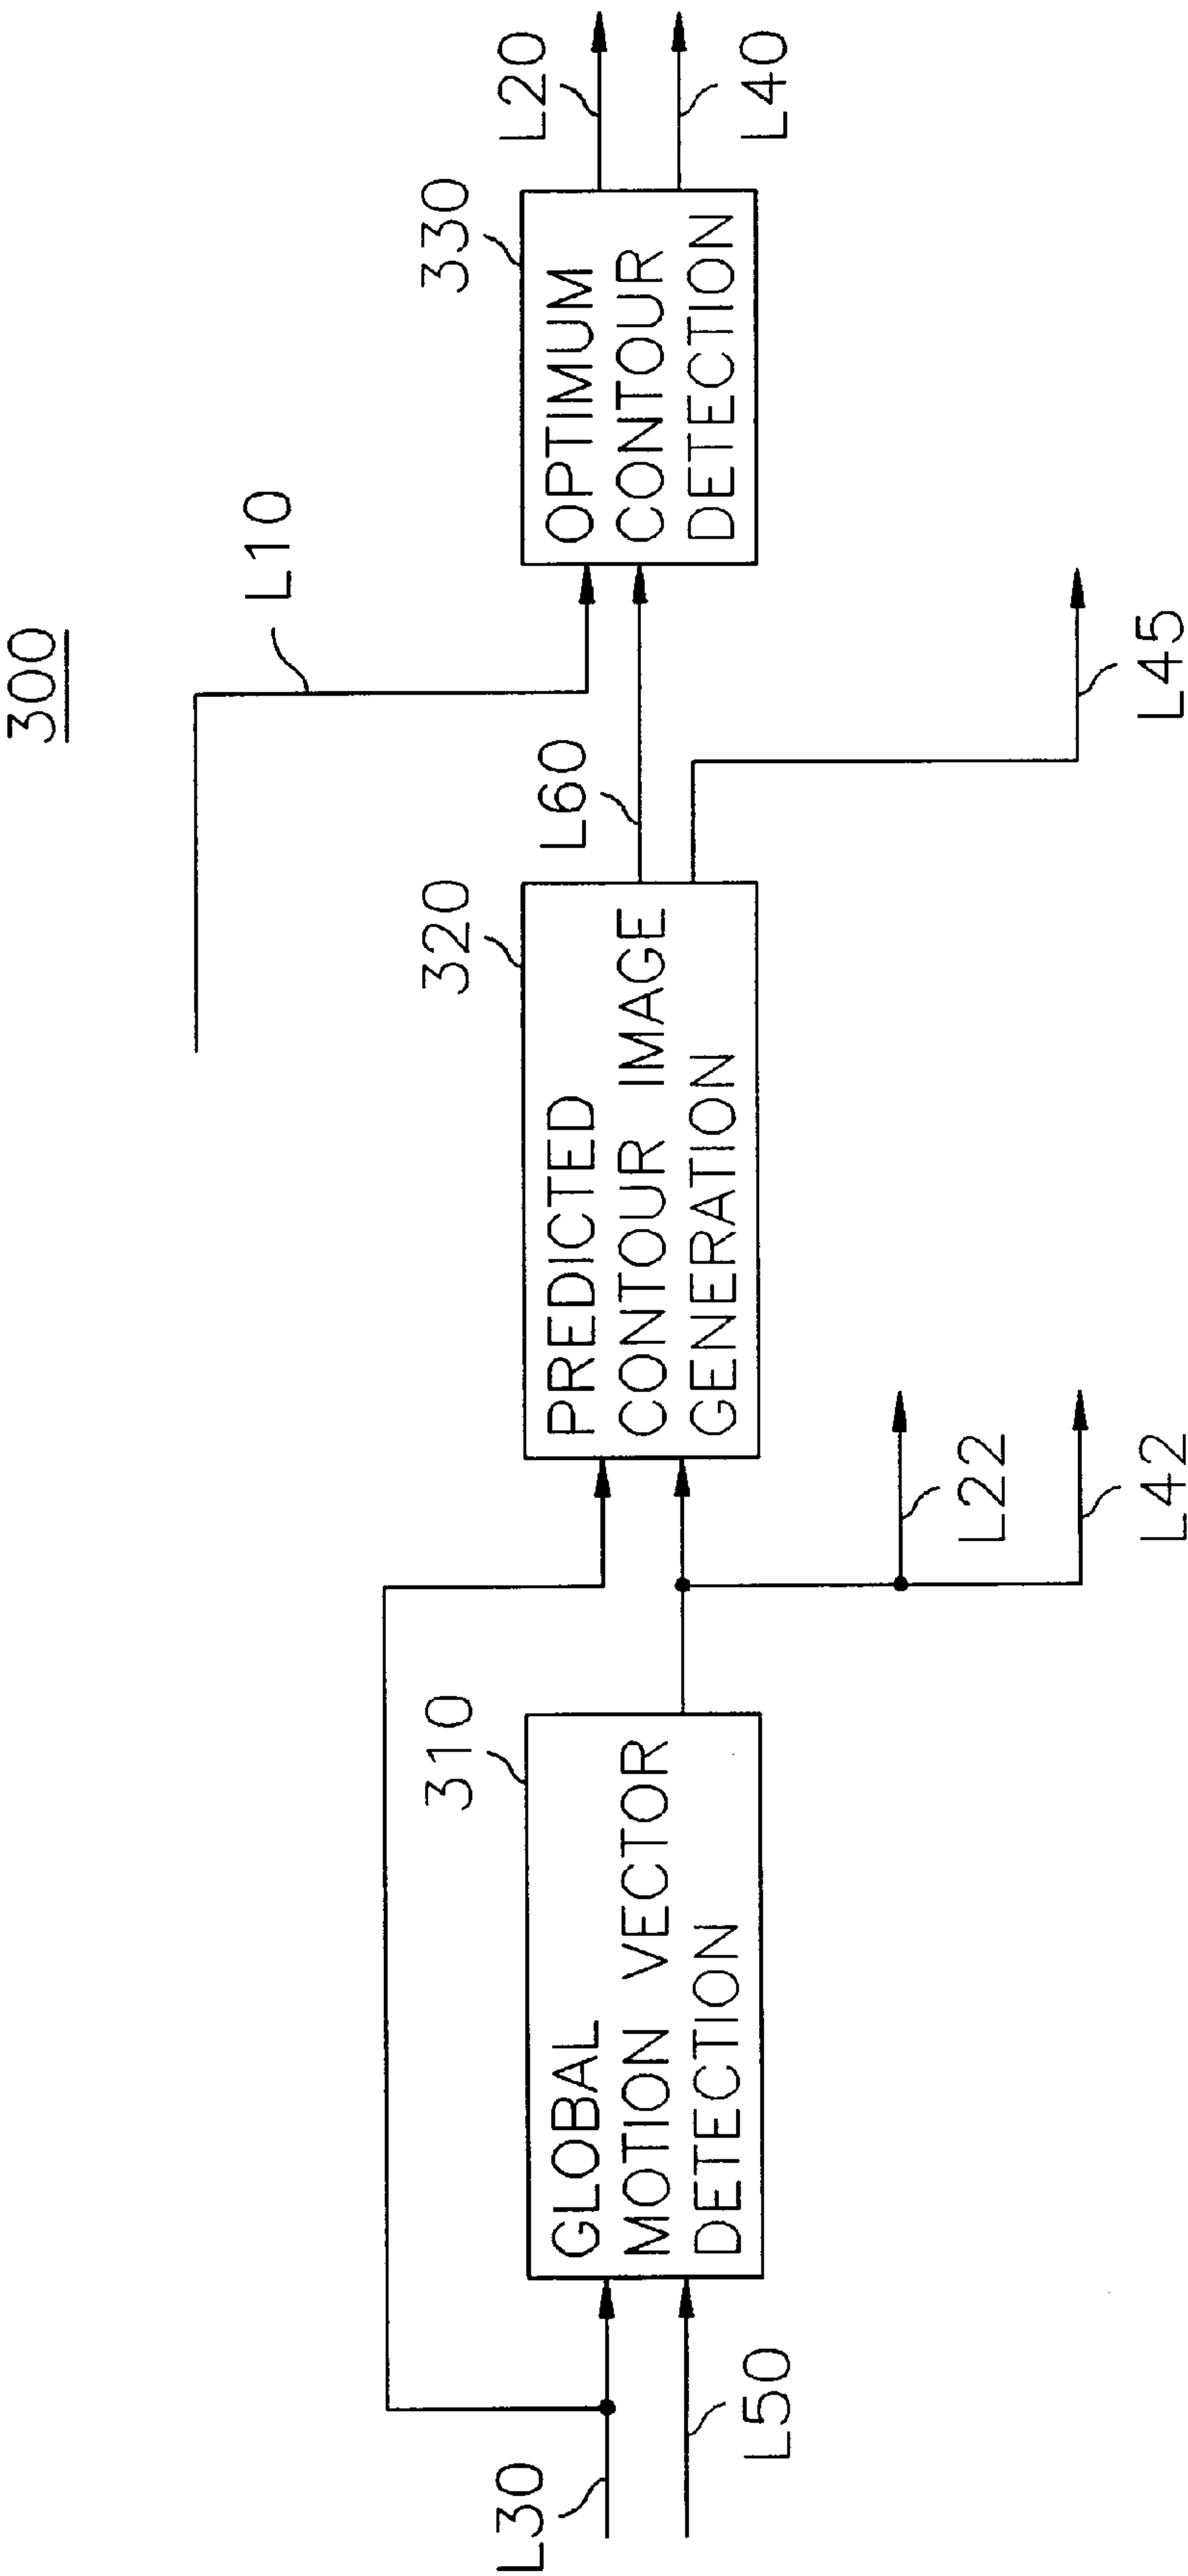 300
L10
L30
L50
310
GLOBAL
MOTION VECTOR
DETECTION
L22
L42
320
PREDICTED
CONTOUR IMAGE
GENERATION
L60
L45
330
OPTIMUM
CONTOUR
DETECTION
L20
L40